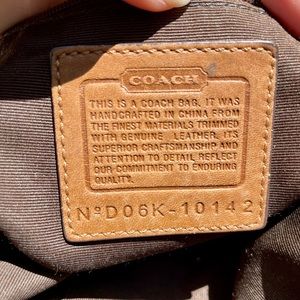 COACH
THIS IS A COACH BAG. IT WAS
HANDCRAFTED IN CHINA FROM
THE FINEST MATERIALS TRIMMED
WITH GENUINE LEATHER. ITS
SUPERIOR CRAFTSMANSHIP AND
ATTENTION TO DETAIL REFLECT
OUR COMMITMENT TO ENDURING
QUALITY.
NºD06K-10142